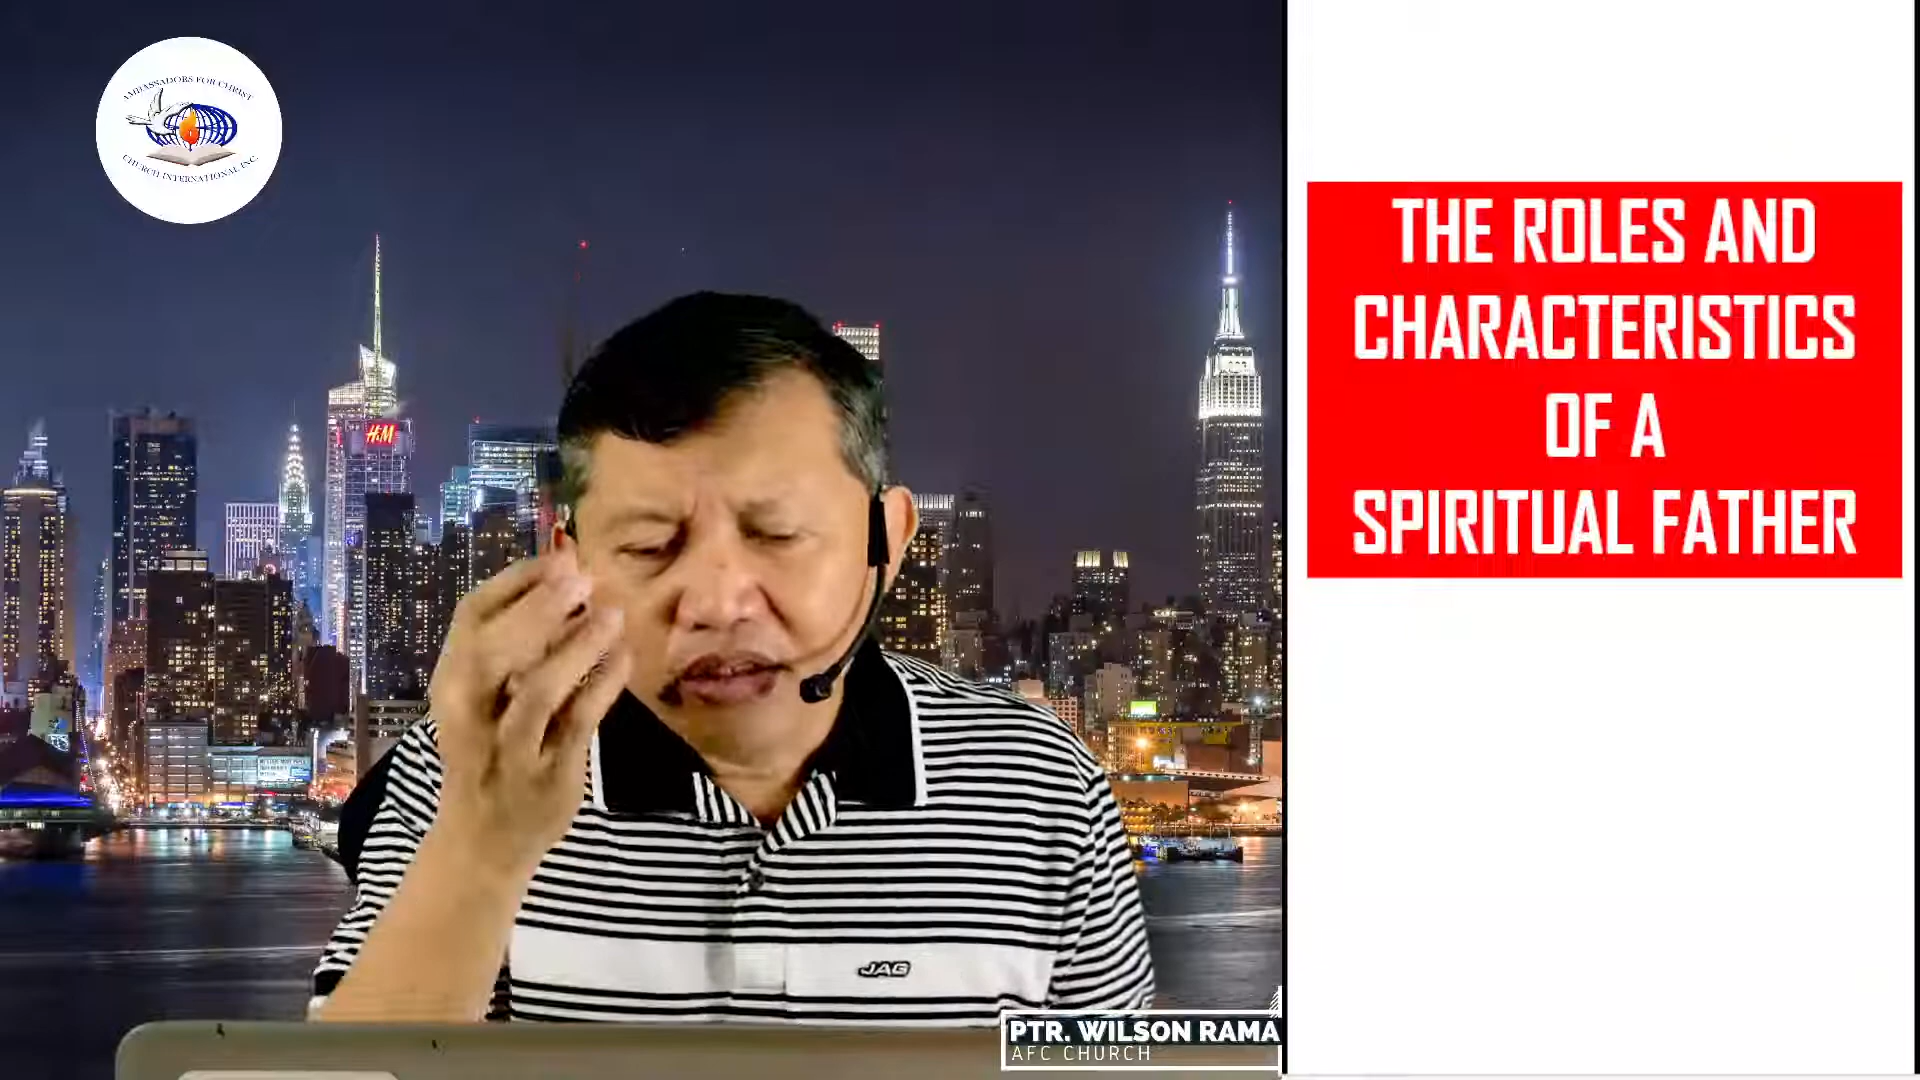 AMBASSADORS FOR CHRIST
CHURCH INTERNATIONAL INC.
H&M
JAG
PTR. WILSON RAMA
AFC CHURCH
THE ROLES AND
CHARACTERISTICS
OF A
SPIRITUAL FATHER